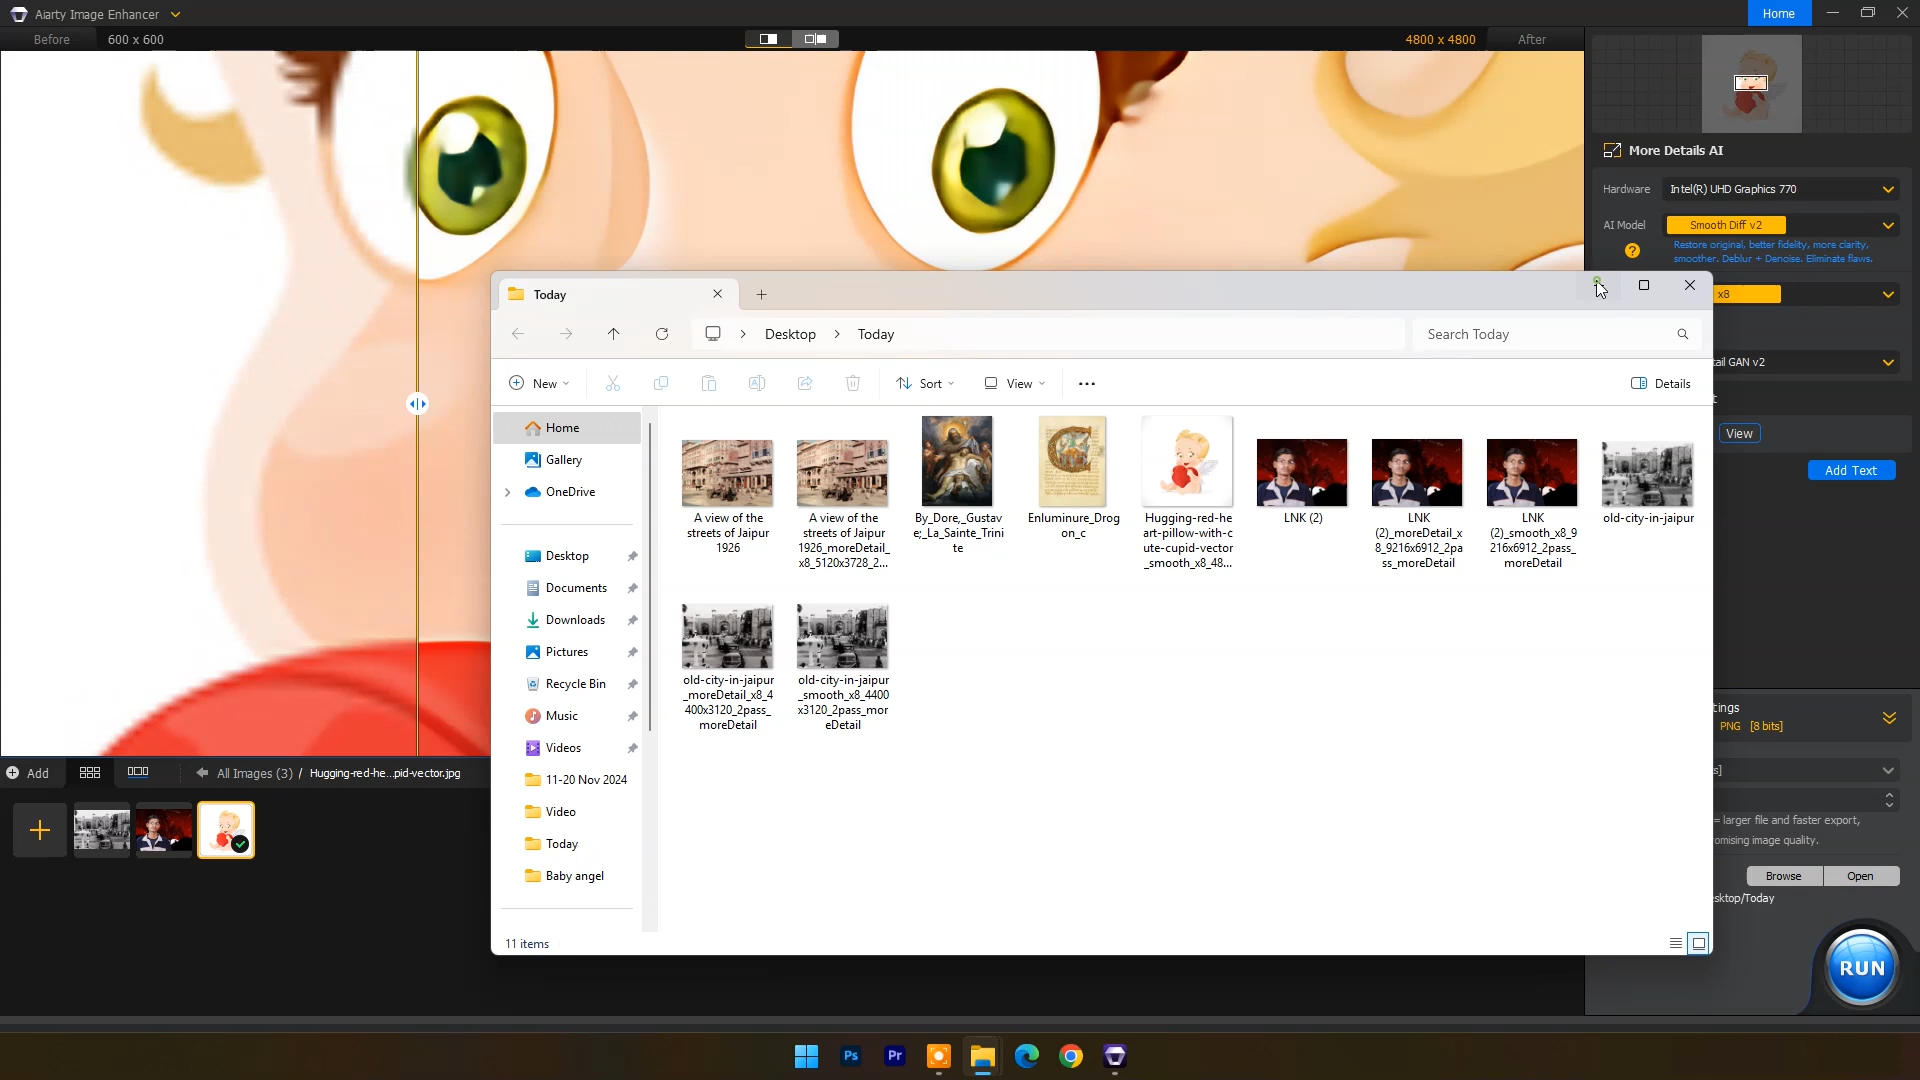 Aiarty Image Enhancer
Home
Before
600 x 600
4800 x 4800
After
More Details AI
Hardware
Intel(R) UHD Graphics 770
AI Model
Smooth Diff v2
?
Restore original, better fidelity, more clarity,
smoother. Deblur + Denoise. Eliminate flaws.
x8
ail GAN v2
t
View
Add Text
Today
Desktop
Today
Search Today
New
Sort
View
Details
Home
Gallery
OneDrive
Desktop
Documents
Downloads
Pictures
Recycle Bin
Music
Videos
11-20 Nov 2024
Video
Today
Baby angel
A view of the
streets of Jaipur
1926
A view of the
streets of Jaipur
1926_moreDetail_
x8_5120x3728_2...
By_Dore,_Gustav
e;_La_Sainte_Trini
te
Enluminure_Drog
on_c
Hugging-red-he
art-pillow-with-c
ute-cupid-vector
_smooth_x8_48...
LNK (2)
LNK
(2)_moreDetail_x
8_9216x6912_2pa
ss_moreDetail
LNK
(2)_smooth_x8_9
216x6912_2pass_
moreDetail
old-city-in-jaipur
old-city-in-jaipur
_moreDetail_x8_4
400x3120_2pass_
moreDetail
old-city-in-jaipur
_smooth_x8_4400
x3120_2pass_mor
eDetail
11 items
tings
PNG [8 bits]
s]
= larger file and faster export,
omising image quality.
Browse
Open
esktop/Today
RUN
Add
All Images (3) / Hugging-red-he...pid-vector.jpg
Ps
Pr